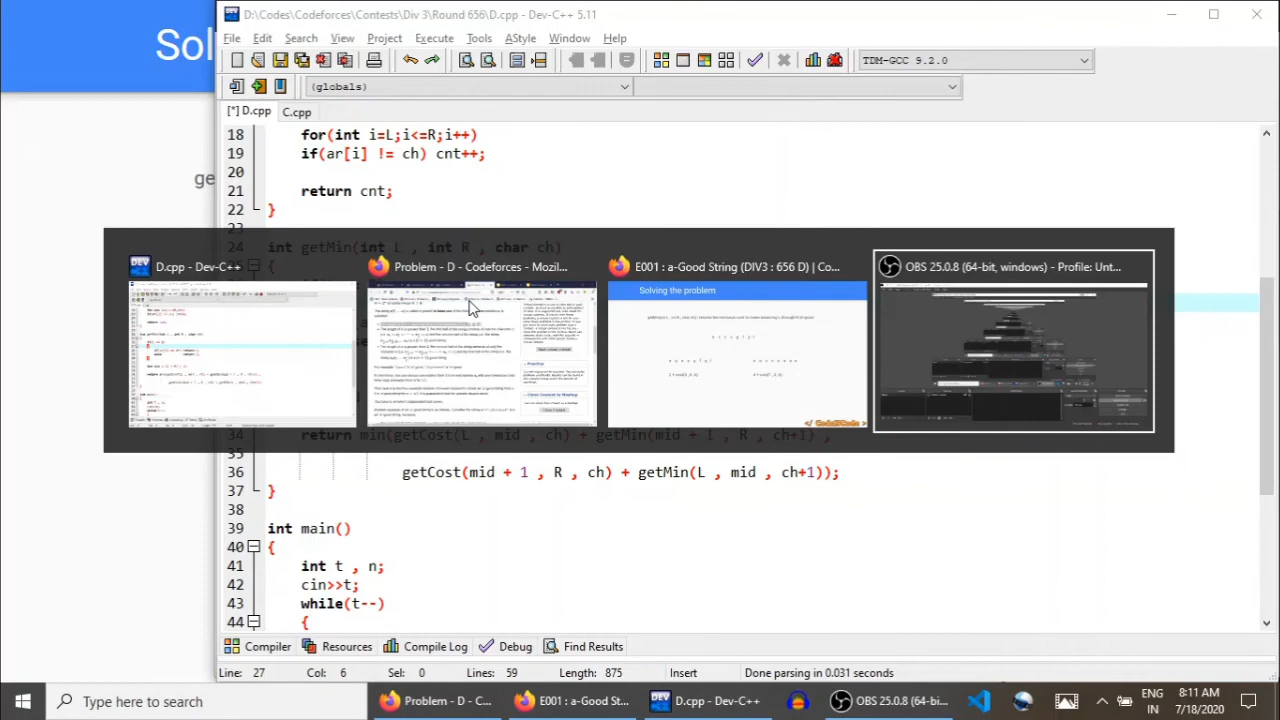 Sol
ge
D:\Codes\Codeforces\Contests\Div 3\Round 656\D.cpp - Dev-C++ 5.11
File Edit Search View Project Execute Tools AStyle Window Help
TDM-GCC 9.2.0
(globals)
[*] D.cpp C.cpp
18 for(int i=L;i<=R;i++)
19 if(ar[i] != ch) cnt++;
20
21 return cnt;
22 }
23
24 int getMin(int L , int R , char ch)
D.cpp - Dev-C++
Problem - D - Codeforces - Mozil...
E001 : a-Good String (DIV3 : 656 D) | Co...
OBS 25.0.8 (64-bit, windows) - Profile: Unt...
Solving the problem
34 return min(getCost(L , mid , ch) + getMin(mid + 1 , R , ch+1) ,
35
36 getCost(mid + 1 , R , ch) + getMin(L , mid , ch+1));
37 }
38
39 int main()
40 {
41 int t , n;
42 cin>>t;
43 while(t--)
44 {
Compiler Resources Compile Log Debug Find Results
Line: 27 Col: 6 Sel: 0 Lines: 59 Length: 875 Insert Done parsing in 0.031 seconds
Type here to search
Problem - D - C...
E001 : a-Good St...
D.cpp - Dev-C++
OBS 25.0.8 (64-bi...
ENG
IN
8:11 AM
7/18/2020